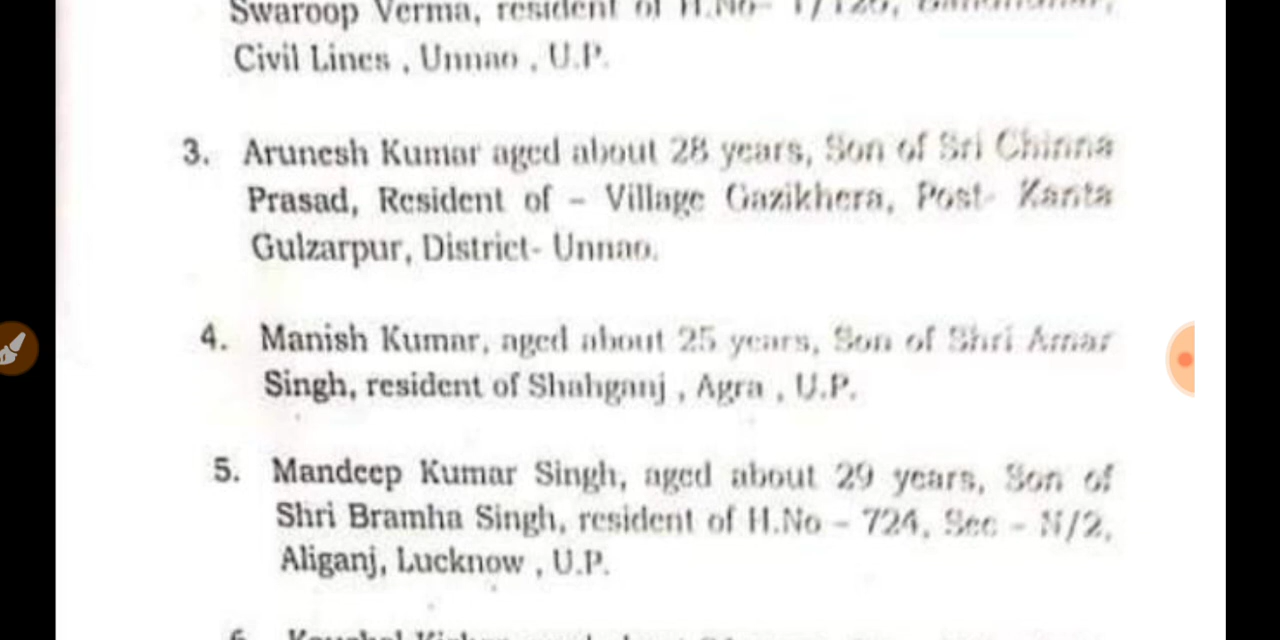 Swaroop Verma, resident of H.No-
Civil Lines , Unnao , U.P.
3. Arunesh Kumar aged about 28 years, Son of Sri Chinna
Prasad, Resident of – Village Gazikhera, Post- Kanta
Gulzarpur, District- Unnao.
4. Manish Kumar, aged about 25 years, Son of Shri Amar
Singh, resident of Shahganj , Agra , U.P.
5. Mandeep Kumar Singh, aged about 29 years, Son of
Shri Bramha Singh, resident of H.No – 724, Sec – N/2,
Aliganj, Lucknow , U.P.